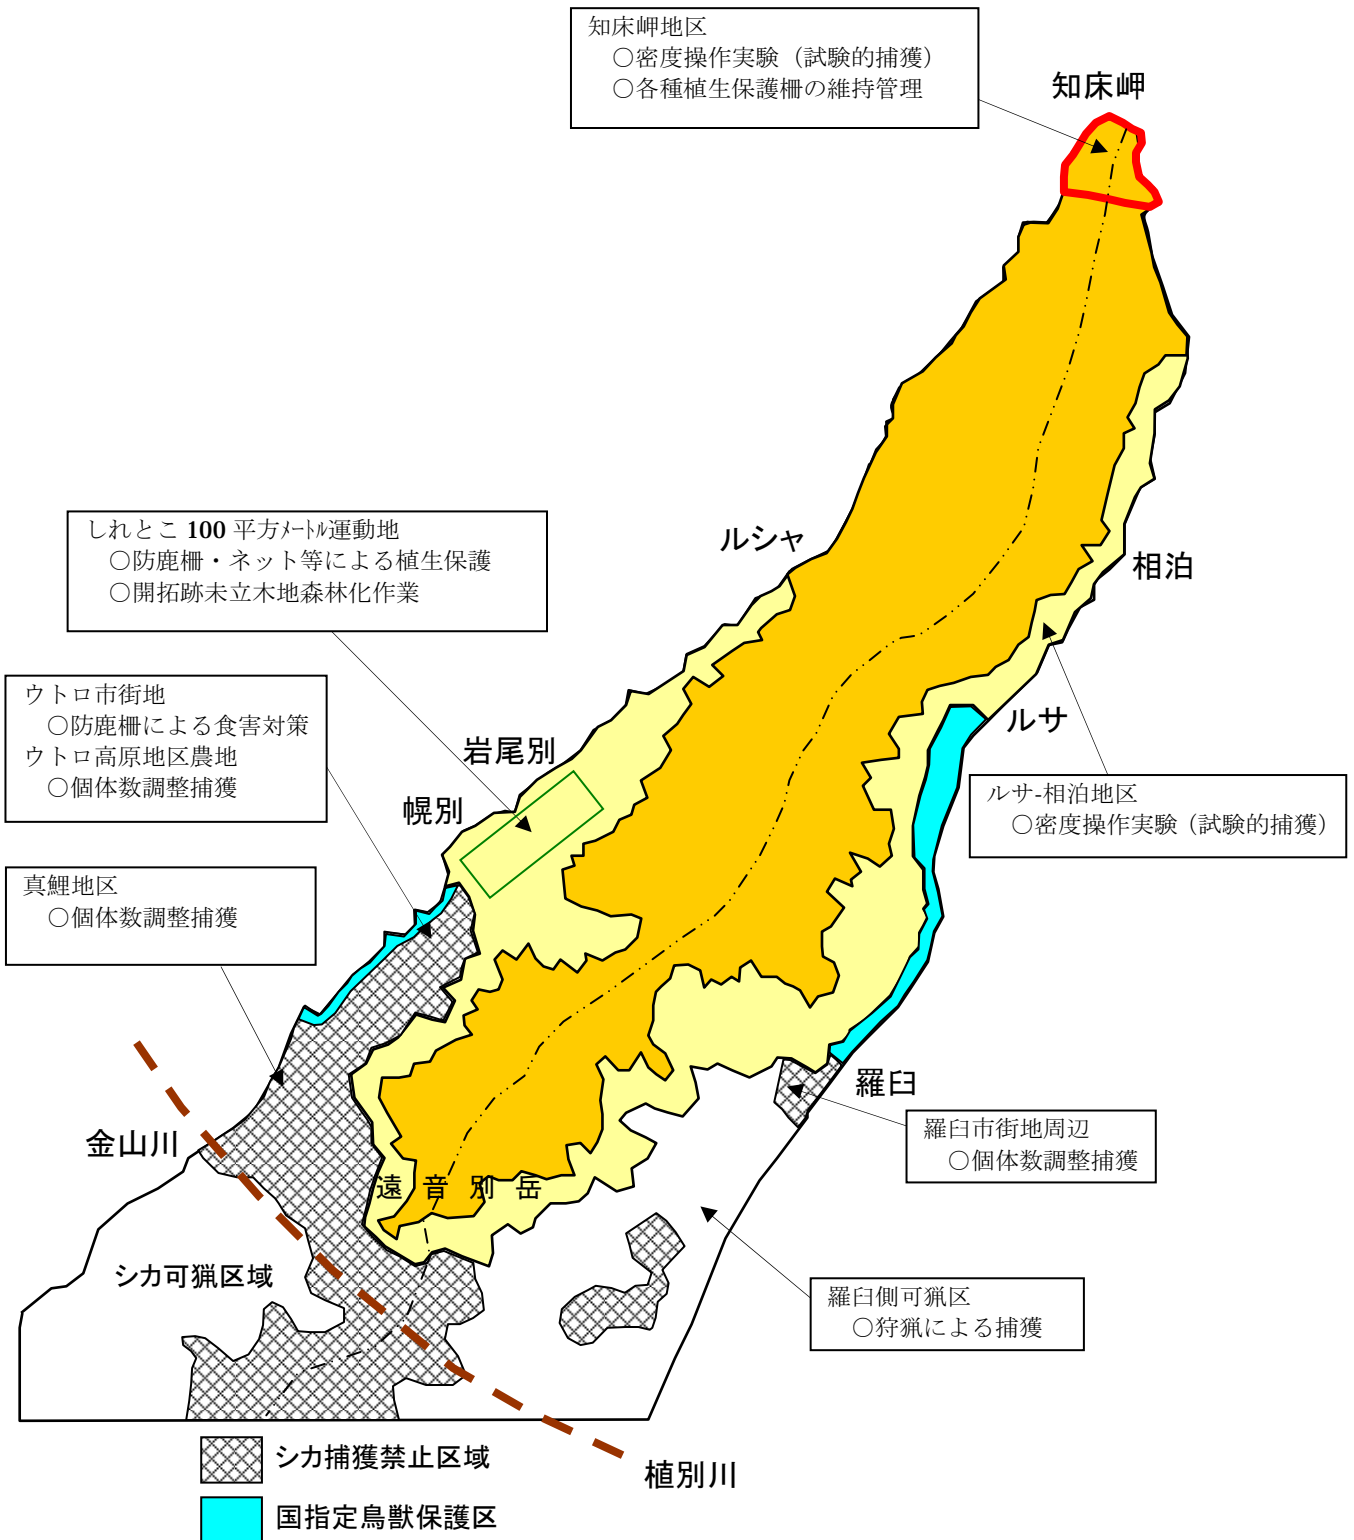 知床岬地区
○密度操作実験（試験的捕獲）
○各種植生保護柵の維持管理
知床岬
しれとこ 100 平方メートル運動地
○防鹿柵・ネット等による植生保護
○開拓跡未立木地森林化作業
ルシャ
相泊
ウトロ市街地
○防鹿柵による食害対策
ウトロ高原地区農地
○個体数調整捕獲
岩尾別
幌別
ルサ
ルサ-相泊地区
○密度操作実験（試験的捕獲）
真鯉地区
○個体数調整捕獲
羅臼
羅臼市街地周辺
○個体数調整捕獲
金山川
遠音別岳
シカ可猟区域
羅臼側可猟区
○狩猟による捕獲
シカ捕獲禁止区域
植別川
国指定鳥獣保護区